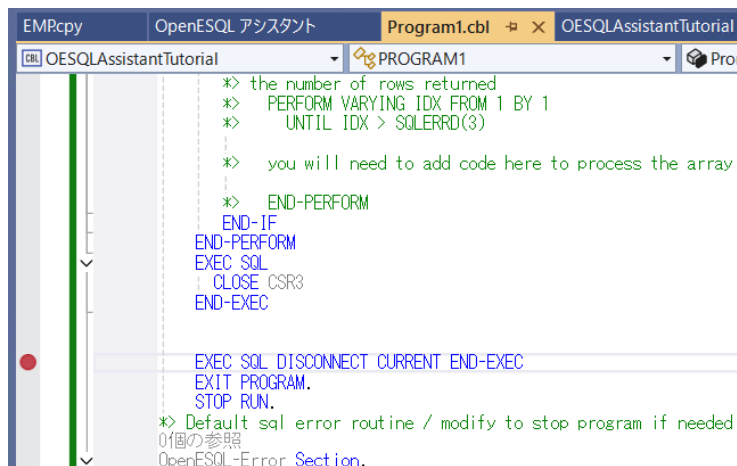 EMP.cpy OpenESQL アシスタント Program1.cbl OESQLAssistantTutorial
CBL OESQLAssistantTutorial PROGRAM1
*> the number of rows returned
*> PERFORM VARYING IDX FROM 1 BY 1
*> UNTIL IDX > SQLERRD(3)
*> you will need to add code here to process the array
*> END-PERFORM
END-IF
END-PERFORM
EXEC SQL
CLOSE CSR3
END-EXEC
EXEC SQL DISCONNECT CURRENT END-EXEC
EXIT PROGRAM.
STOP RUN.
*> Default sql error routine / modify to stop program if needed
0個の参照
OpenESQL-Error Section.